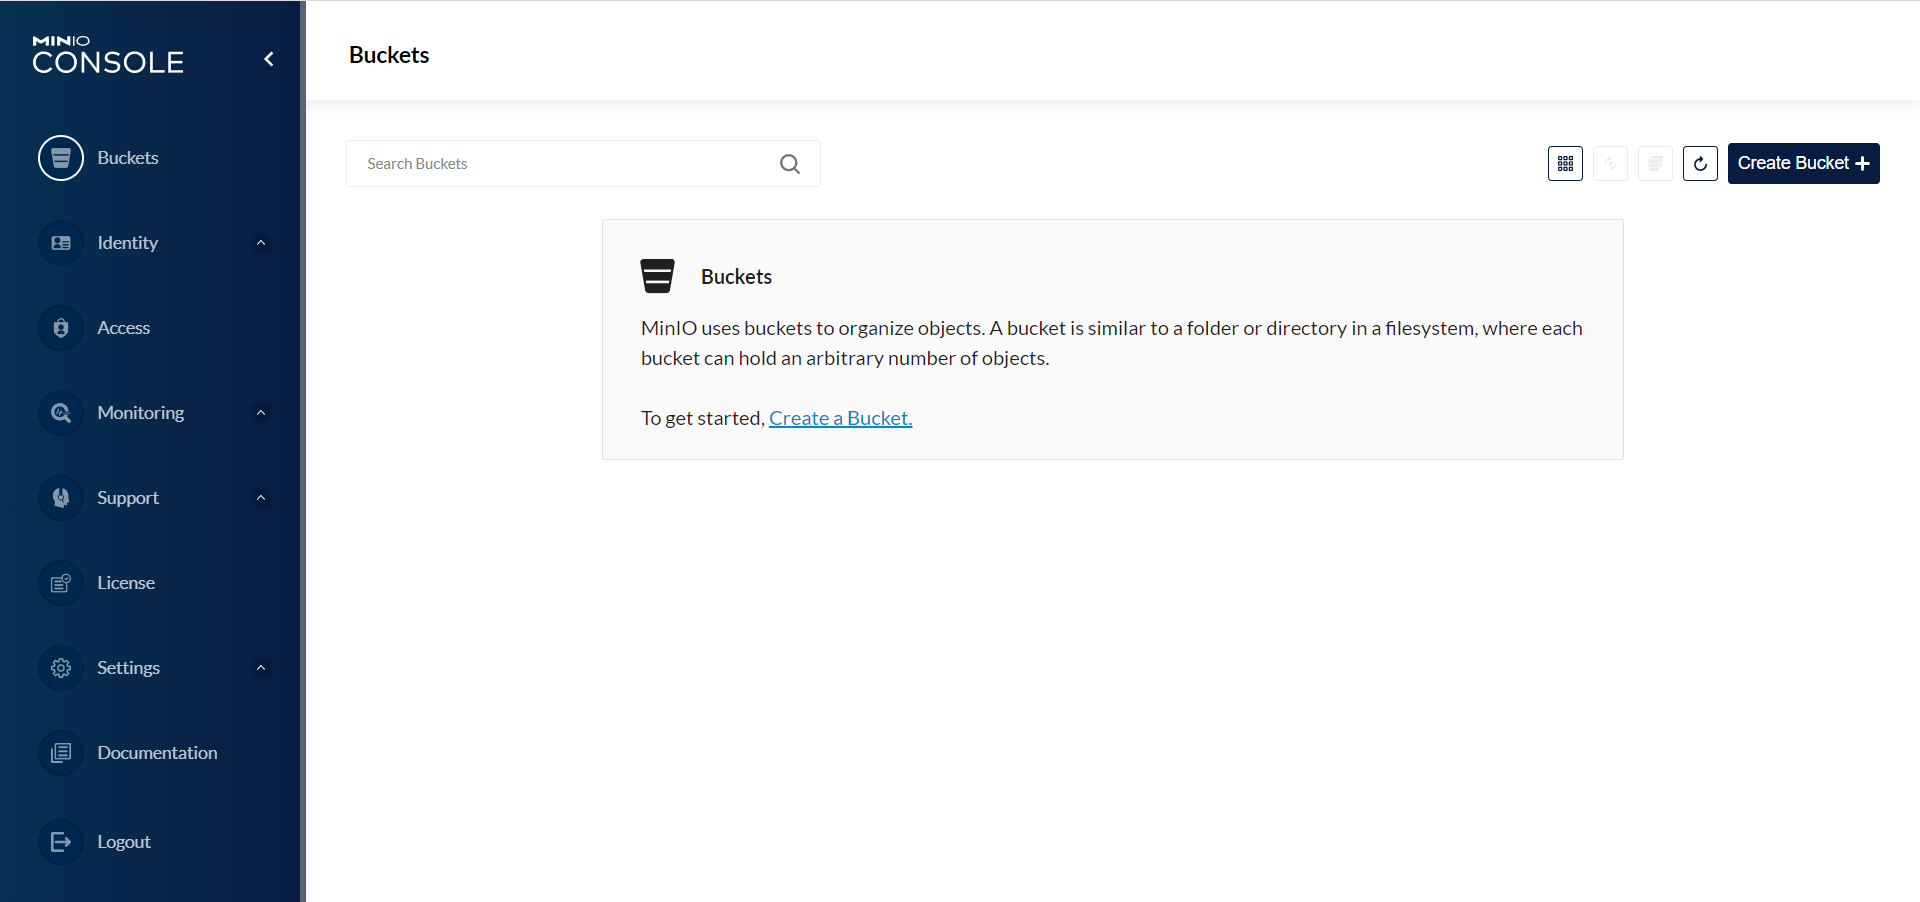 MINIO
CONSOLE
Buckets
Identity
Access
Monitoring
Support
License
Settings
Documentation
Logout
Buckets
Search Buckets
Create Bucket
Buckets
MinIO uses buckets to organize objects. A bucket is similar to a folder or directory in a filesystem, where each
bucket can hold an arbitrary number of objects.
To get started, Create a Bucket.